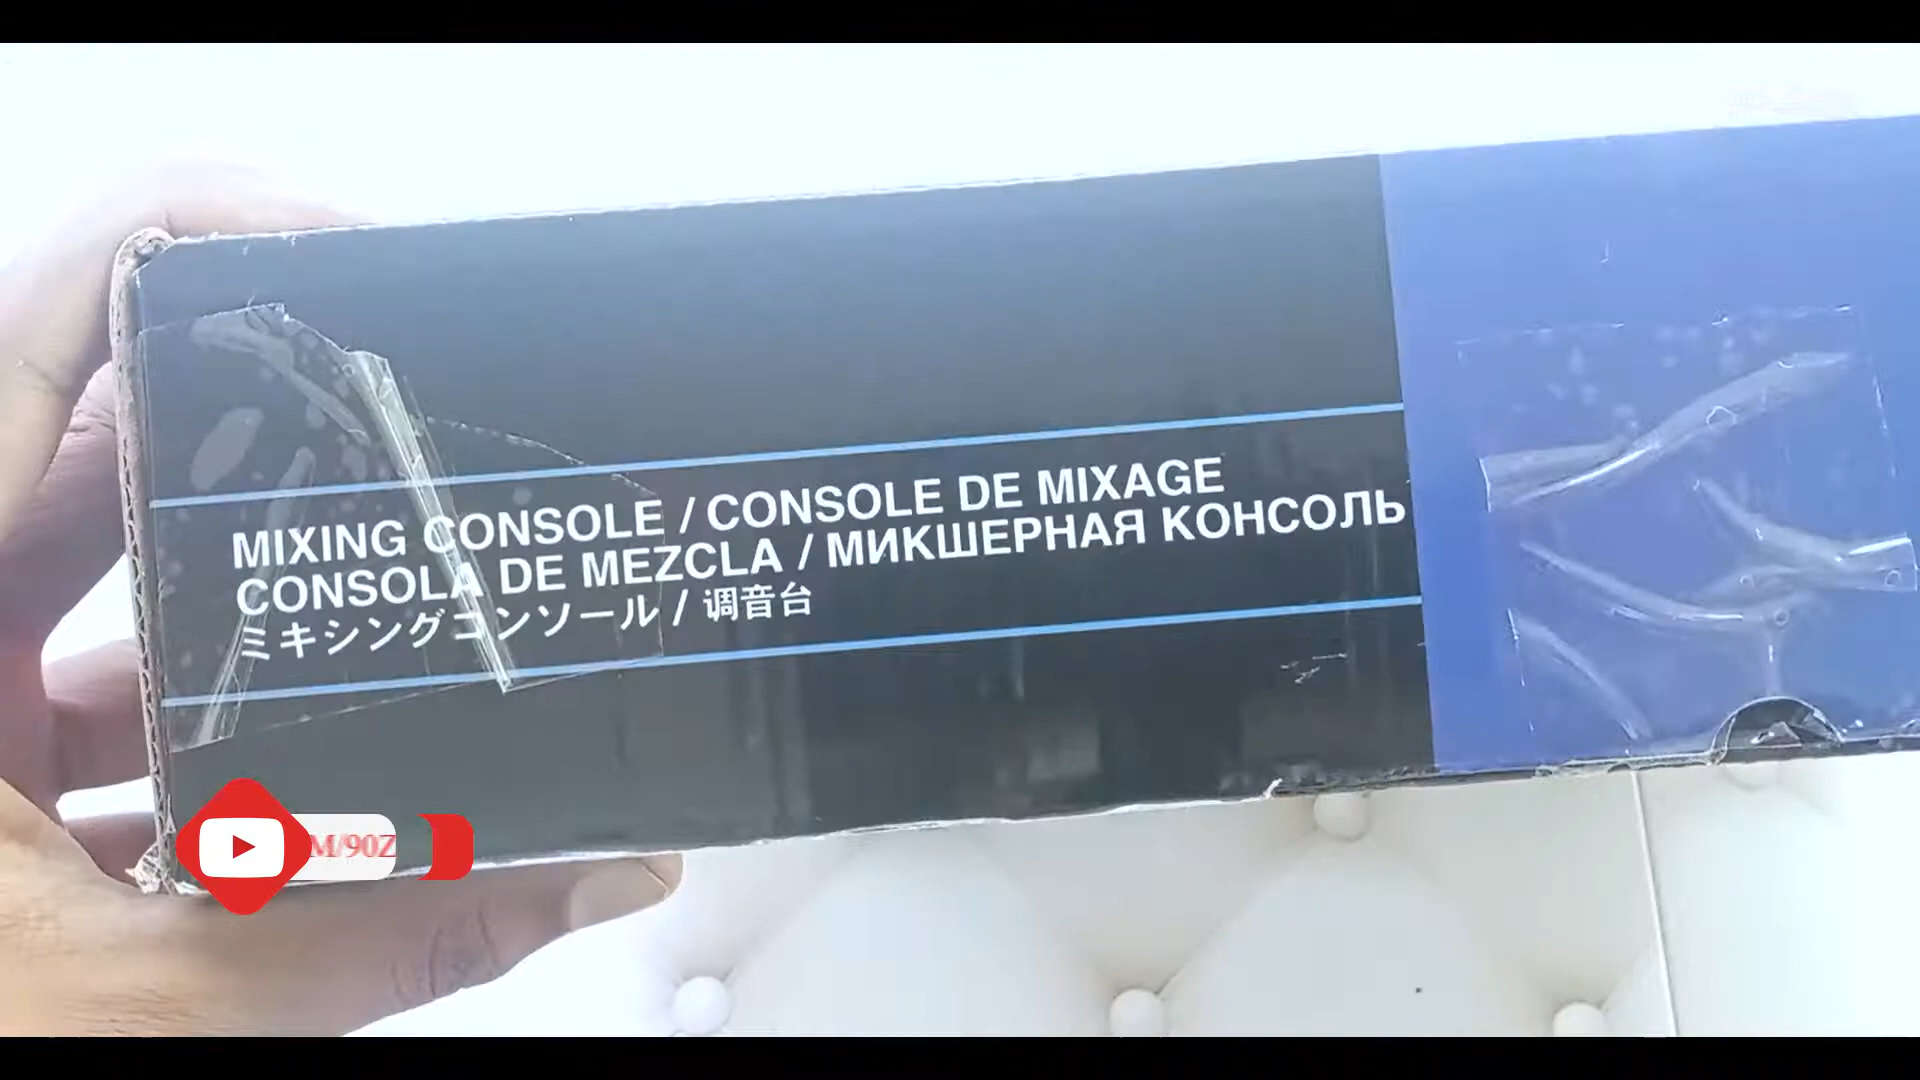 MIXING CONSOLE / CONSOLE DE MIXAGE
CONSOLA DE MEZCLA / МИКШЕРНАЯ КОНСОЛЬ
ミキシングコンソール / 调音台
M/90Z